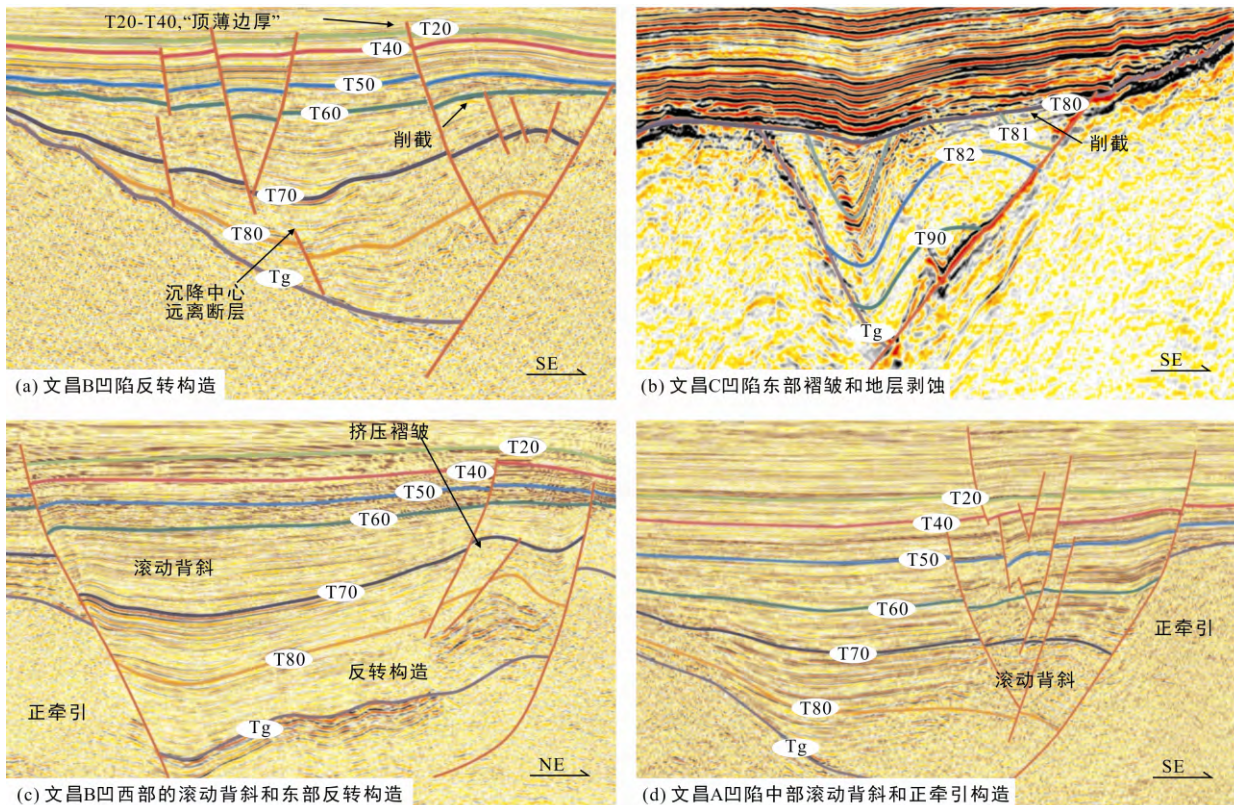 T20-T40,“顶薄边厚”
T20
T40
T50
T60
削截
T70
T80
沉降中心
远离断层
Tg
SE
(a) 文昌B凹陷反转构造
T80
T81
削截
T82
T90
Tg
SE
(b) 文昌C凹陷东部褶皱和地层剥蚀
挤压褶皱
T20
T40
T50
T60
滚动背斜
T70
T80
反转构造
正牵引
Tg
NE
(c) 文昌B凹西部的滚动背斜和东部反转构造
T20
T40
T50
T60
正牵引
T70
滚动背斜
T80
Tg
SE
(d) 文昌A凹陷中部滚动背斜和正牵引构造